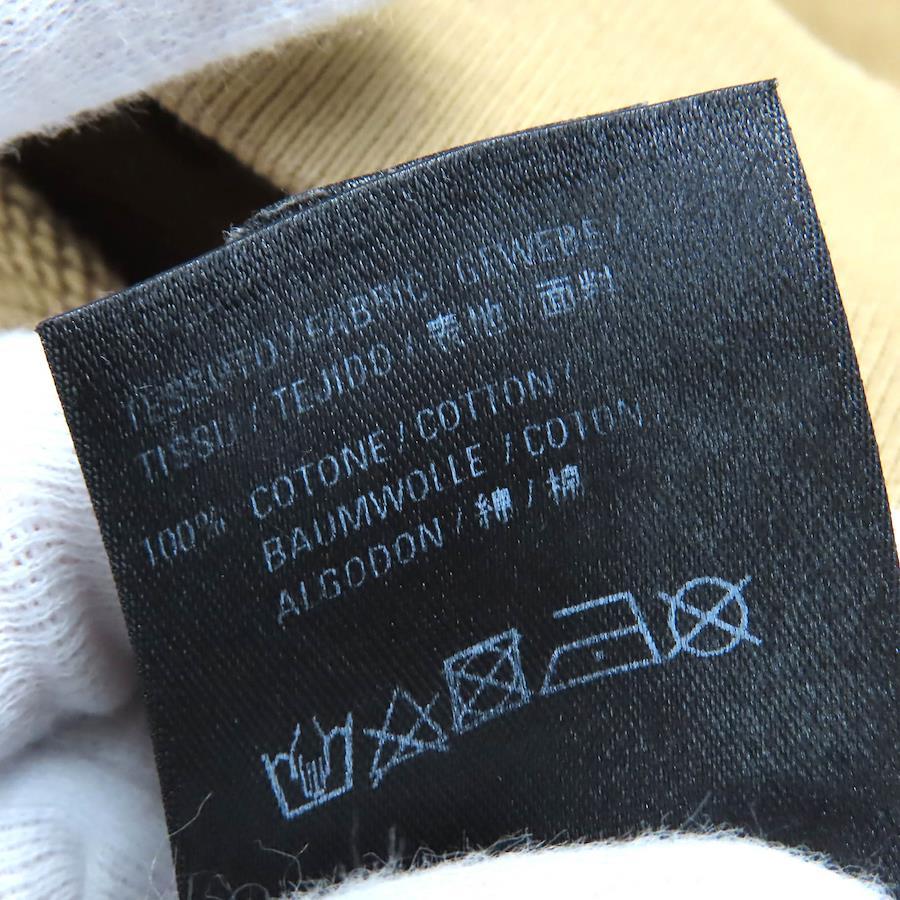 TESSUTO / FABRIC / GEWEBE /
TISSU / TEJIDO / 表地 / 面料
100% COTONE / COTTON /
BAUMWOLLE / COTON
ALGODON / 綿 / 棉